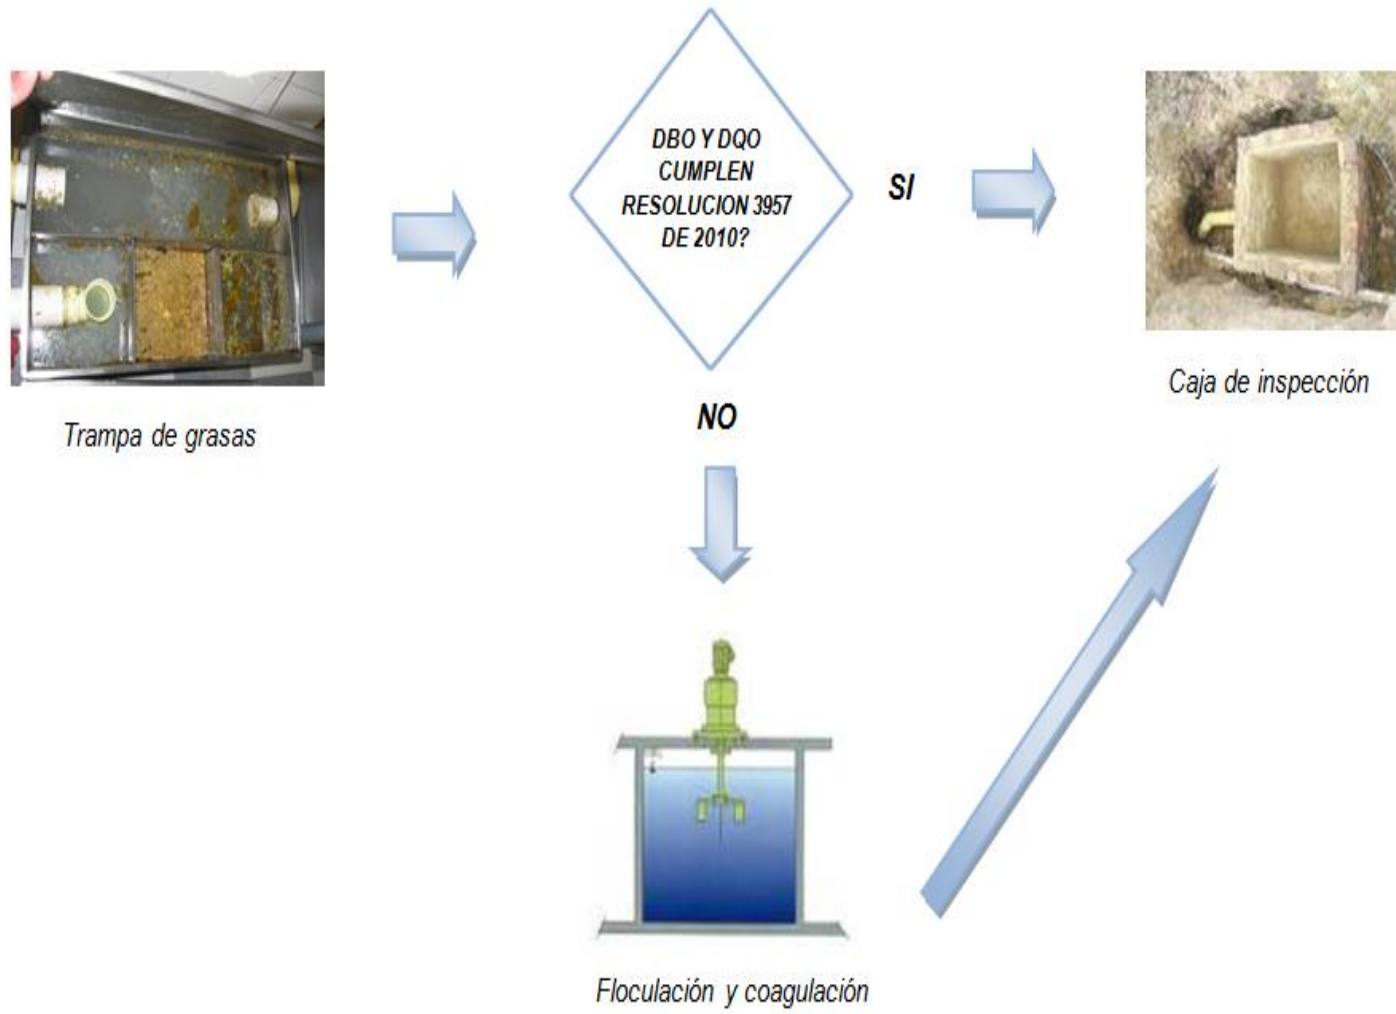 DBO Y DQO
CUMPLEN
RESOLUCION 3957
DE 2010?
SI
NO
Trampa de grasas
Caja de inspección
Floculación y coagulación